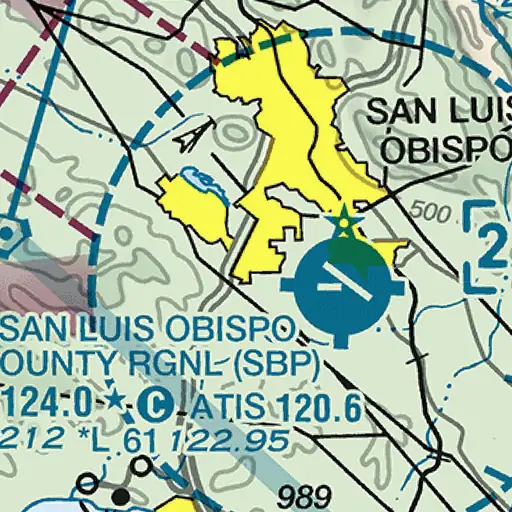 SAN LUIS
OBISPO
500
2
SAN LUIS OBISPO
OUNTY RGNL (SBP)
124.0 ★ C ATIS 120.6
212 *L 61 122.95
989